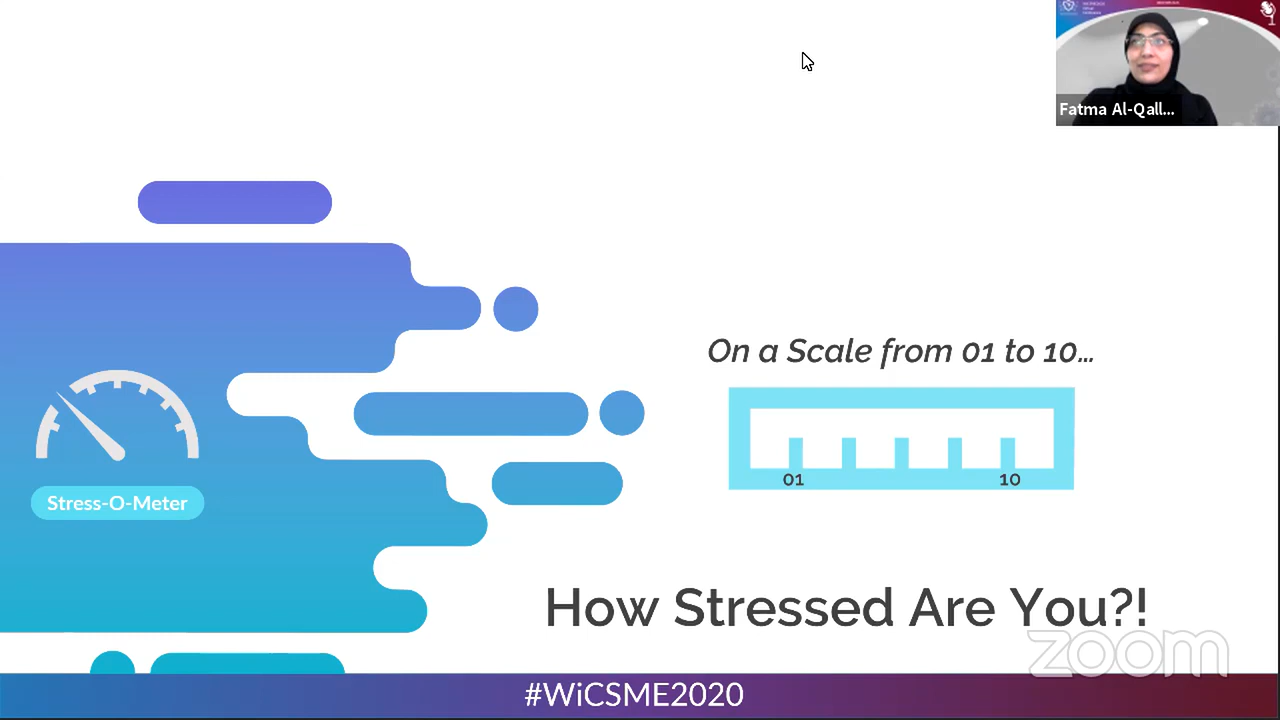 Fatma Al-Qall...
On a Scale from 01 to 10...
01 10
Stress-O-Meter
How Stressed Are You?!
zoom
#WiCSME2020